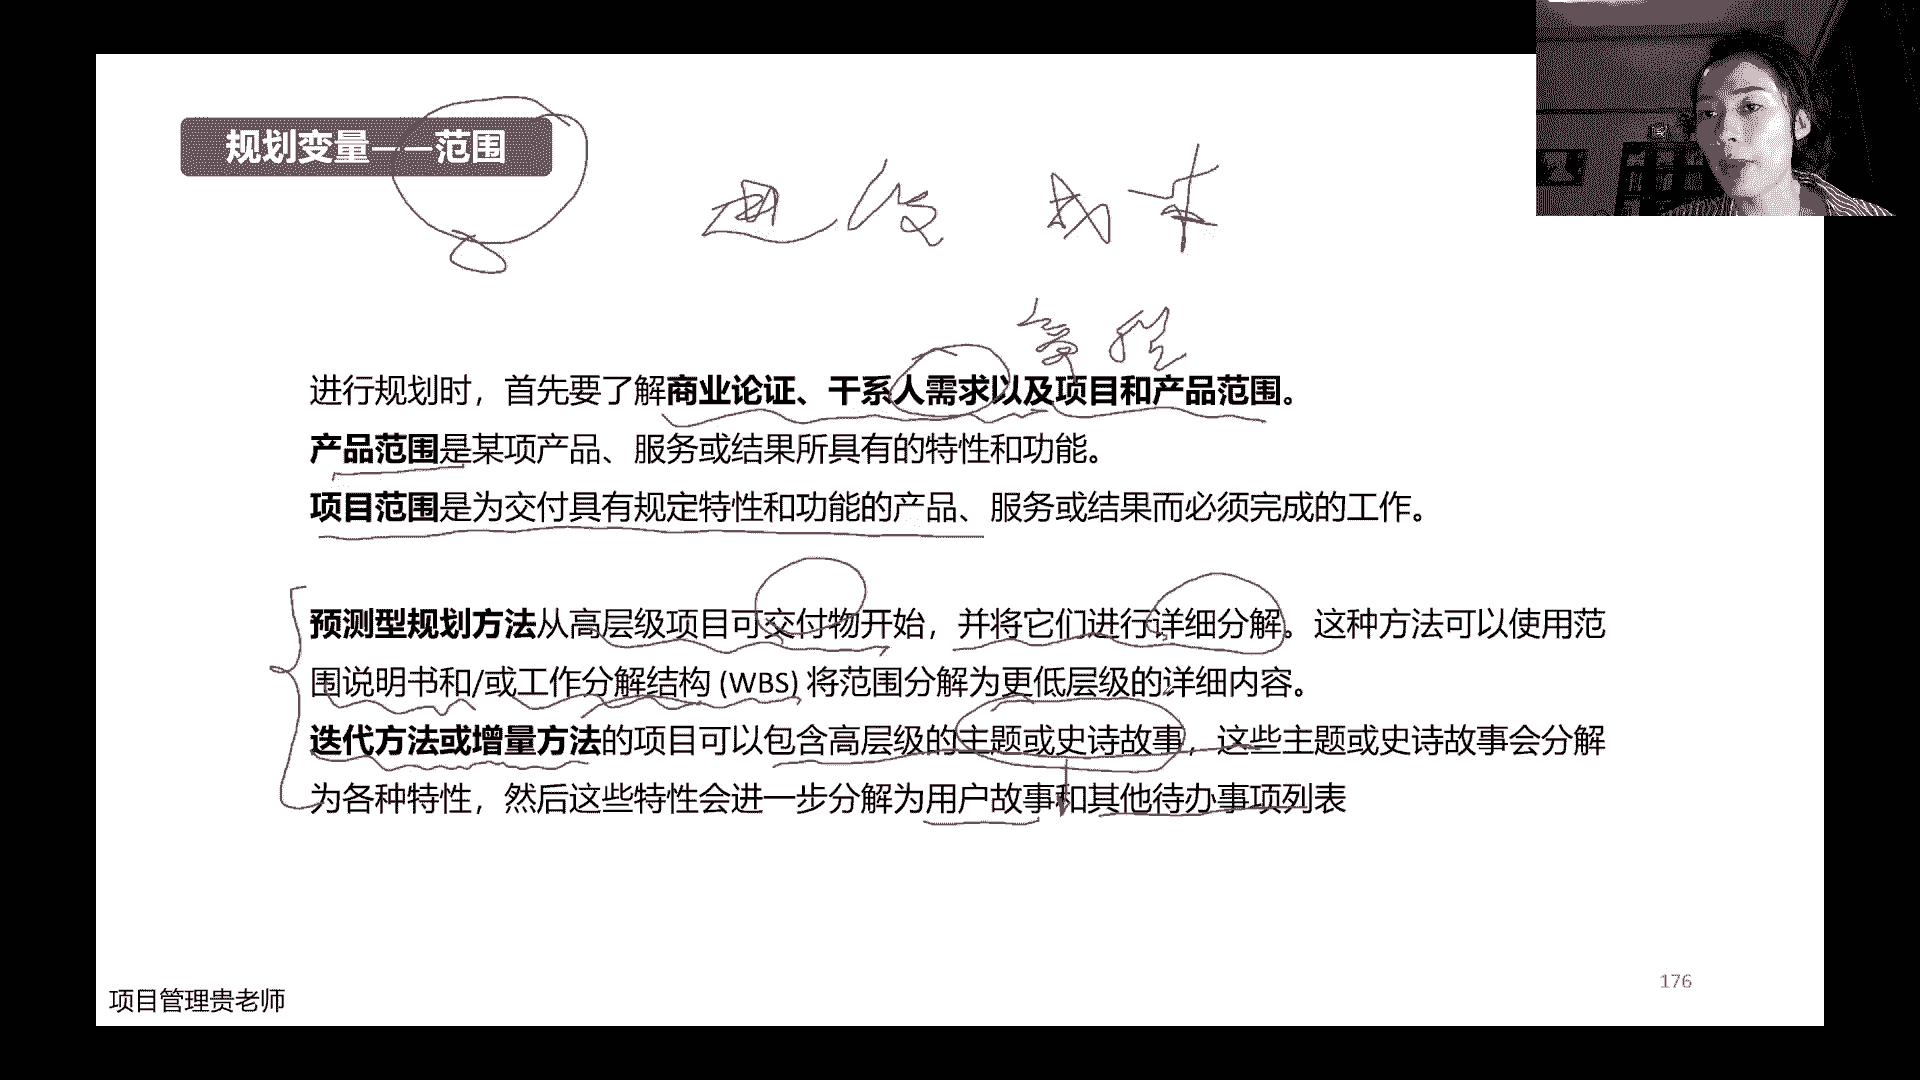 规划变量——范围
进度 成本
进行规划时，首先要了解商业论证、干系人需求以及项目和产品范围。
产品范围是某项产品、服务或结果所具有的特性和功能。
项目范围是为交付具有规定特性和功能的产品、服务或结果而必须完成的工作。
预测型规划方法从高层级项目可交付物开始，并将它们进行详细分解。这种方法可以使用范
围说明书和/或工作分解结构 (WBS) 将范围分解为更低层级的详细内容。
迭代方法或增量方法的项目可以包含高层级的主题或史诗故事，这些主题或史诗故事会分解
为各种特性，然后这些特性会进一步分解为用户故事和其他待办事项列表
176
项目管理贵老师